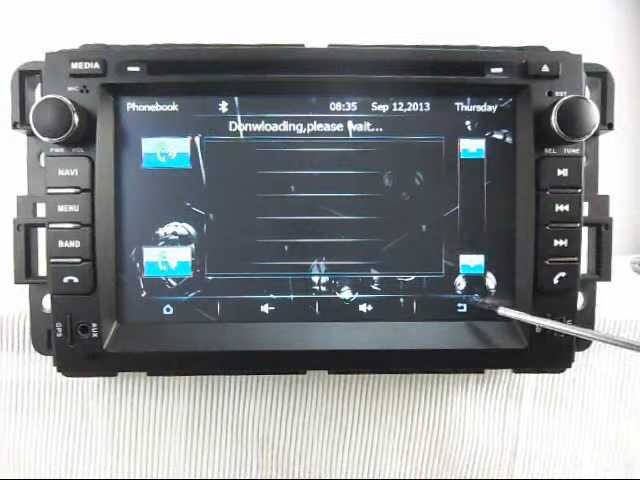 MEDIA
MIC
RST
Phonebook 08:35 Sep 12,2013 Thursday
Donwloading,please wait...
PWR VOL
SEL TUNE
NAVI
MENU
BAND
GPS
AUX